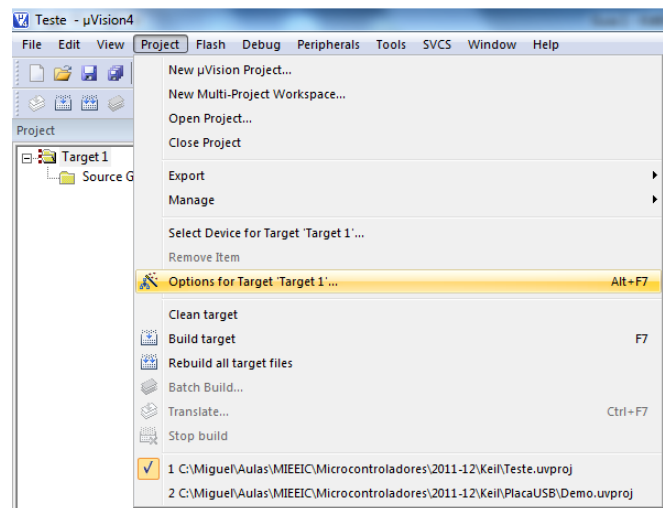 Teste - µVision4
File Edit View Project Flash Debug Peripherals Tools SVCS Window Help
New µVision Project...
New Multi-Project Workspace...
Project
Open Project...
Close Project
Target 1
Source G
Export
Manage
Select Device for Target 'Target 1'...
Remove Item
Options for Target 'Target 1'... Alt+F7
Clean target
Build target F7
Rebuild all target files
Batch Build...
Translate... Ctrl+F7
Stop build
1 C:\Miguel\Aulas\MIEEIC\Microcontroladores\2011-12\Keil\Teste.uvproj
2 C:\Miguel\Aulas\MIEEIC\Microcontroladores\2011-12\Keil\PlacaUSB\Demo.uvproj